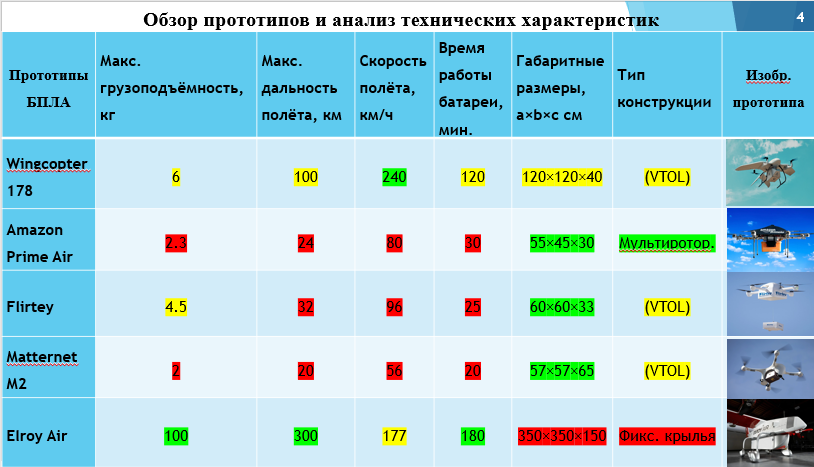 Обзор прототипов и анализ технических характеристик
4
Прототипы
БПЛА
Макс.
грузоподъёмность,
кг
Макс.
дальность
полёта, км
Скорость
полёта,
км/ч
Время
работы
батареи,
мин.
Габаритные
размеры,
a×b×c см
Тип
конструкции
Изобр.
прототипа
Wingcopter
178
6
100
240
120
120×120×40
(VTOL)
Amazon
Prime Air
2.3
24
80
30
55×45×30
Мультиротор.
Flirtey
4.5
32
96
25
60×60×33
(VTOL)
Matternet
M2
2
20
56
20
57×57×65
(VTOL)
Elroy Air
100
300
177
180
350×350×150
Фикс. крылья